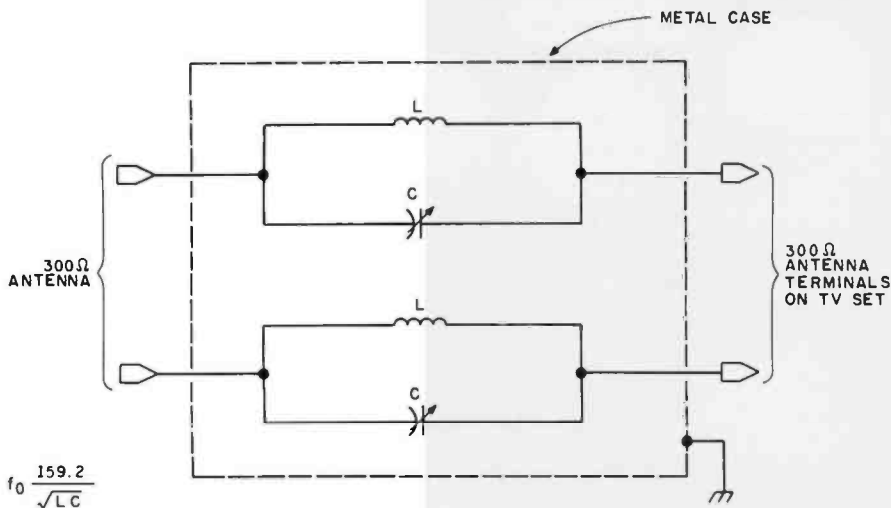 METAL CASE
L
C
300Ω
ANTENNA
300Ω
ANTENNA
TERMINALS
ON TV SET
L
C
f₀ 159.2
√LC